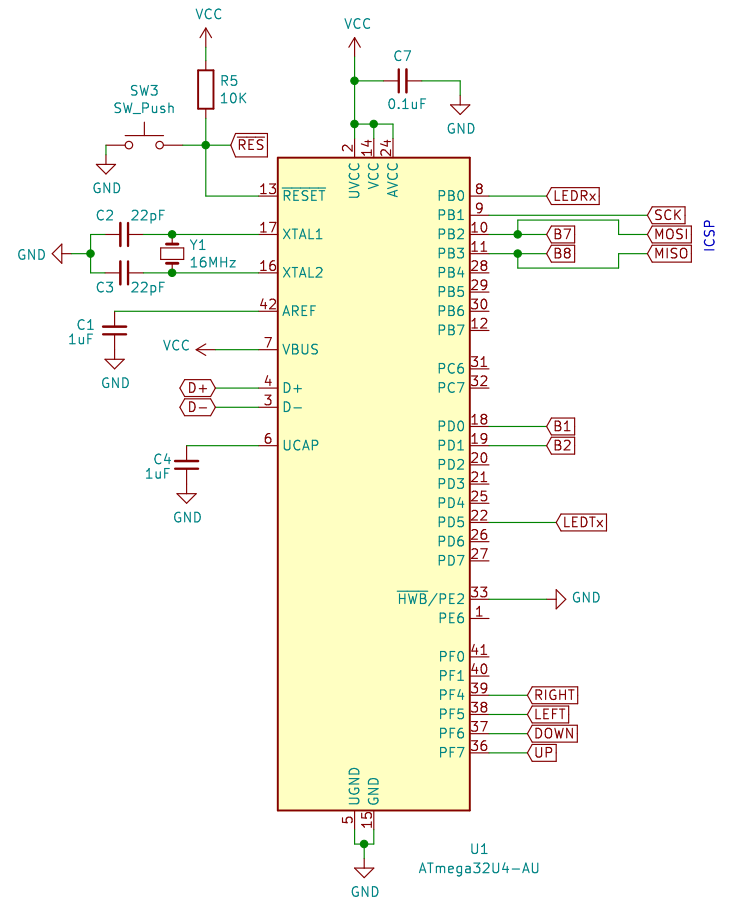 VCC
VCC
C7
0.1uF
GND
R5
10K
SW3
SW_Push
RES
GND
2
14
24
UVCC
VCC
AVCC
13
RESET
C2
22pF
17
XTAL1
GND
Y1
16MHz
C3
22pF
16
XTAL2
42
AREF
C1
1uF
GND
VCC
7
VBUS
D+
4
D+
D-
3
D-
6
UCAP
C4
1uF
GND
PB0
8
LEDRx
PB1
9
SCK
PB2
10
B7
MOSI
PB3
11
B8
MISO
ICSP
PB4
28
PB5
29
PB6
30
PB7
12
PC6
31
PC7
32
PD0
18
B1
PD1
19
B2
PD2
20
PD3
21
PD4
25
PD5
22
LEDTx
PD6
26
PD7
27
HWB/PE2
33
GND
PE6
1
PF0
41
PF1
40
PF4
39
RIGHT
PF5
38
LEFT
PF6
37
DOWN
PF7
36
UP
UGND
GND
5
15
GND
U1
ATmega32U4-AU